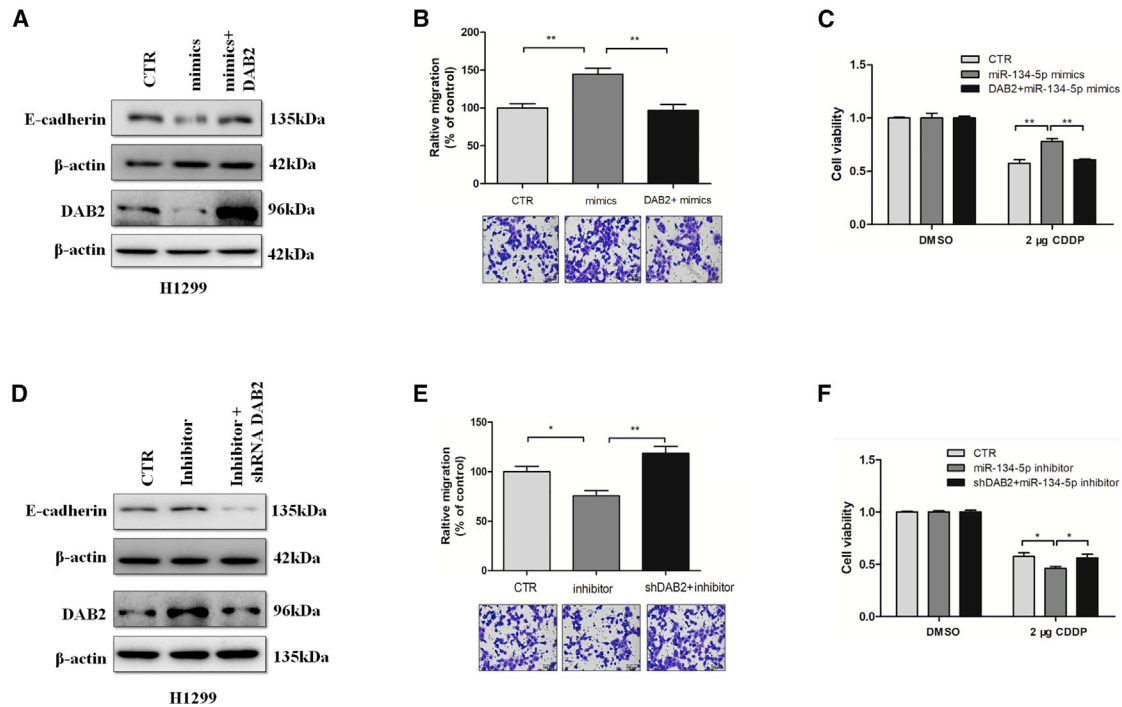 A
CTR
mimics
mimics+
DAB2
E-cadherin
135kDa
β-actin
42kDa
DAB2
96kDa
β-actin
42kDa
H1299
B
Raltive migration
(% of control)
200
150
100
50
0
**
**
CTR
mimics
DAB2+ mimics
C
CTR
miR-134-5p mimics
DAB2+miR-134-5p mimics
Cell viability
1.5
1.0
0.5
0.0
**
**
DMSO
2 µg CDDP
D
CTR
Inhibitor
Inhibitor +
shRNA DAB2
E-cadherin
135kDa
β-actin
42kDa
DAB2
96kDa
β-actin
135kDa
H1299
E
Raltive migration
(% of control)
150
100
50
0
*
**
CTR
inhibitor
shDAB2+inhibitor
F
CTR
miR-134-5p inhibitor
shDAB2+miR-134-5p inhibitor
Cell viability
1.5
1.0
0.5
0.0
*
*
DMSO
2 µg CDDP